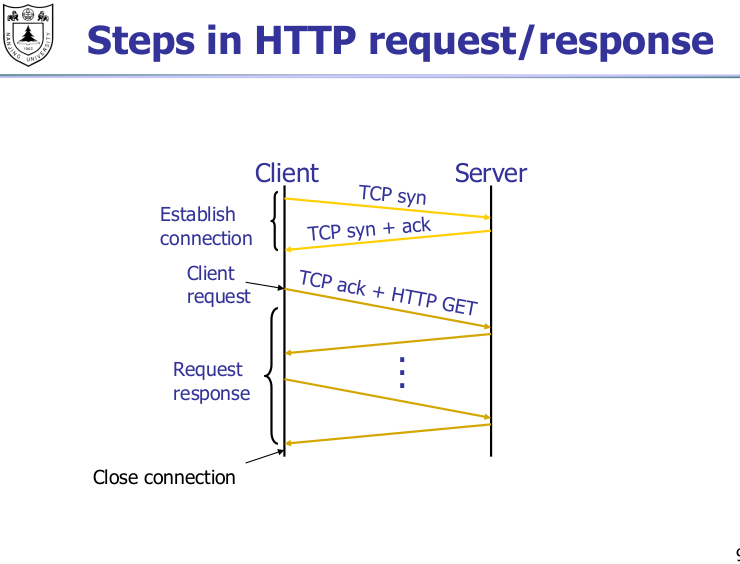 Steps in HTTP request/response
NANJING UNIVERSITY
1902
Client
Server
TCP syn
Establish
connection
TCP syn + ack
Client
request
TCP ack + HTTP GET
Request
response
Close connection
9